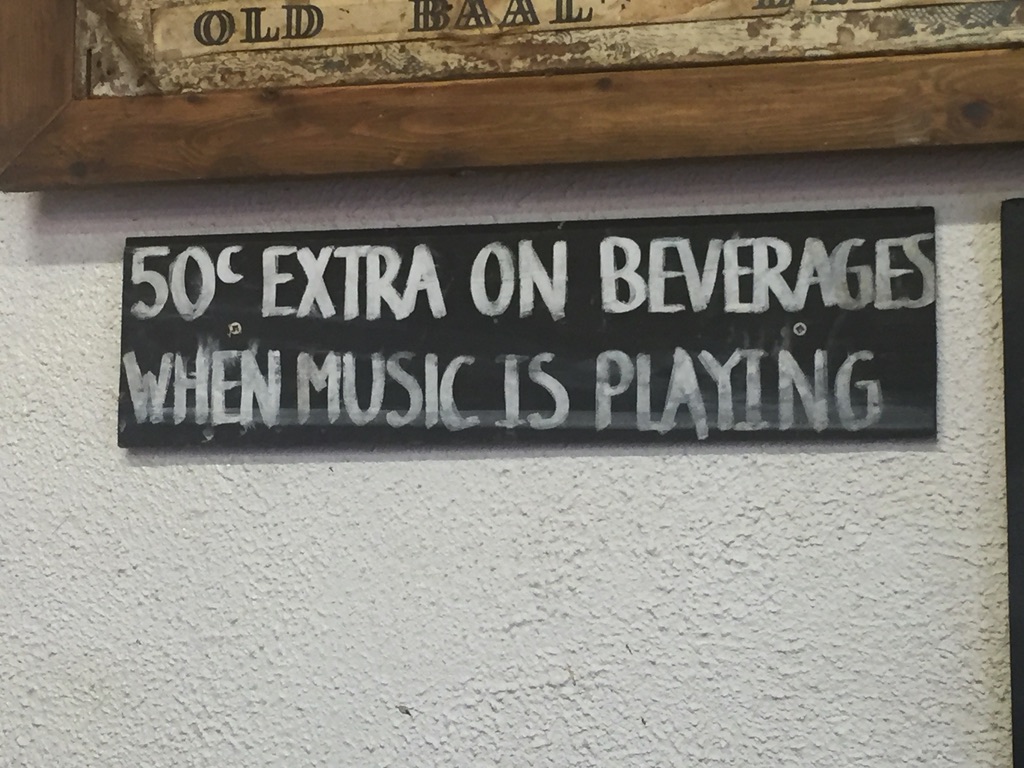 OLD BAAL
50c EXTRA ON BEVERAGES
WHEN MUSIC IS PLAYING